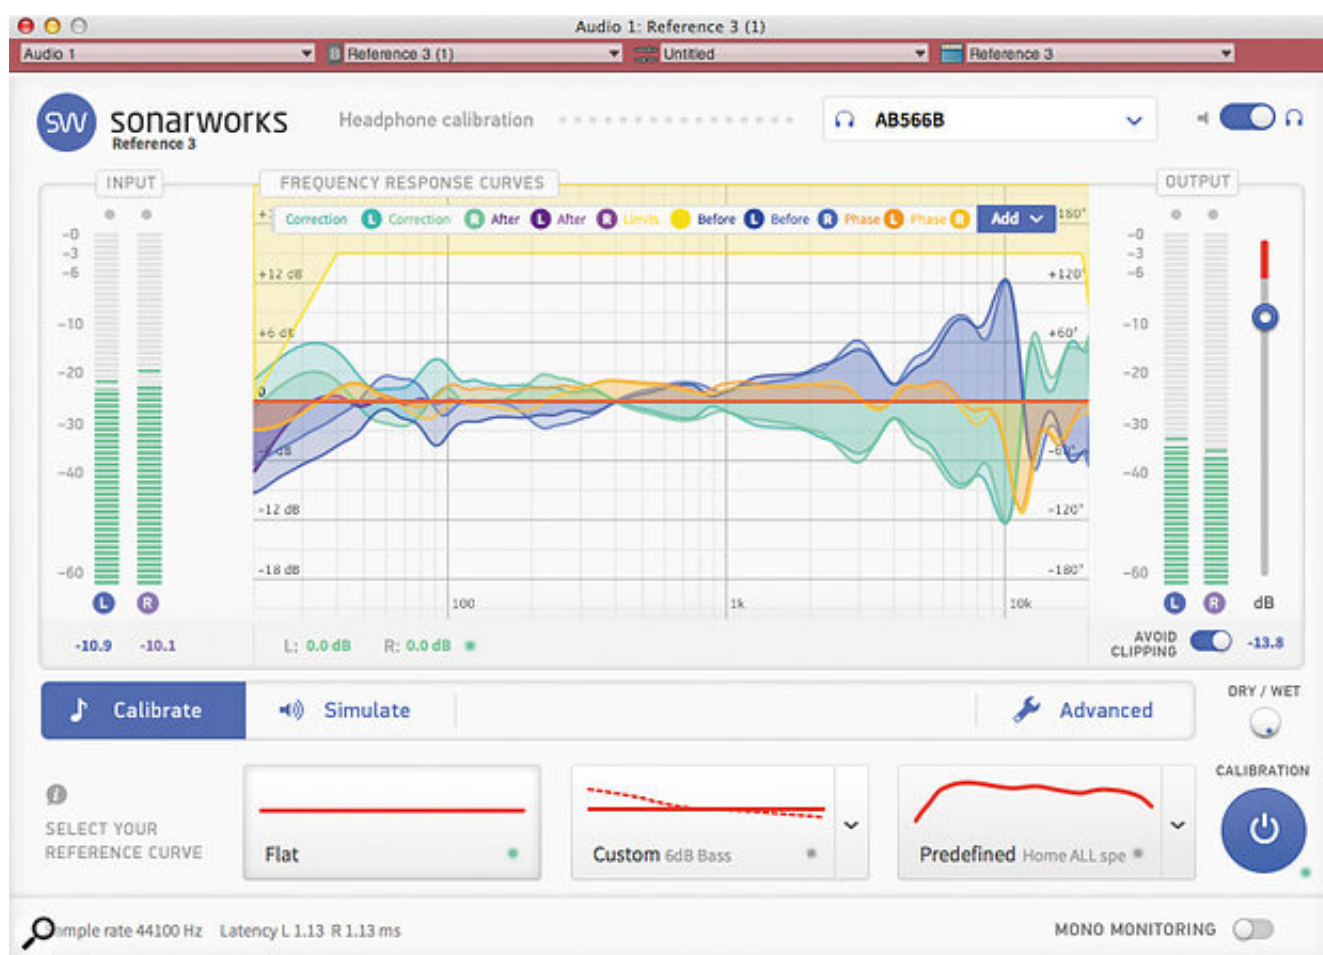 Audio 1: Reference 3 (1)
Audio 1 Reference 3 (1) Untitled Reference 3
SW sonarworks Headphone calibration AB566B
Reference 3
INPUT FREQUENCY RESPONSE CURVES OUTPUT
Correction L Correction R After L After R Limits Before L Before R Phase L Phase R Add 180°
-0 -0
-3 -3
-6 +12 dB +120° -6
-10 +6 dB +60° -10
-20 -20
0
-30 -30
dB -60°
-40 -40
-12 dB -120°
-60 -18 dB -180° -60
L R 100 1k 10k L R dB
-10.9 -10.1 L: 0.0 dB R: 0.0 dB AVOID CLIPPING -13.8
Calibrate Simulate Advanced DRY / WET
CALIBRATION
i
SELECT YOUR
REFERENCE CURVE Flat Custom 6dB Bass Predefined Home ALL spe
mple rate 44100 Hz Latency L 1.13 R 1.13 ms MONO MONITORING